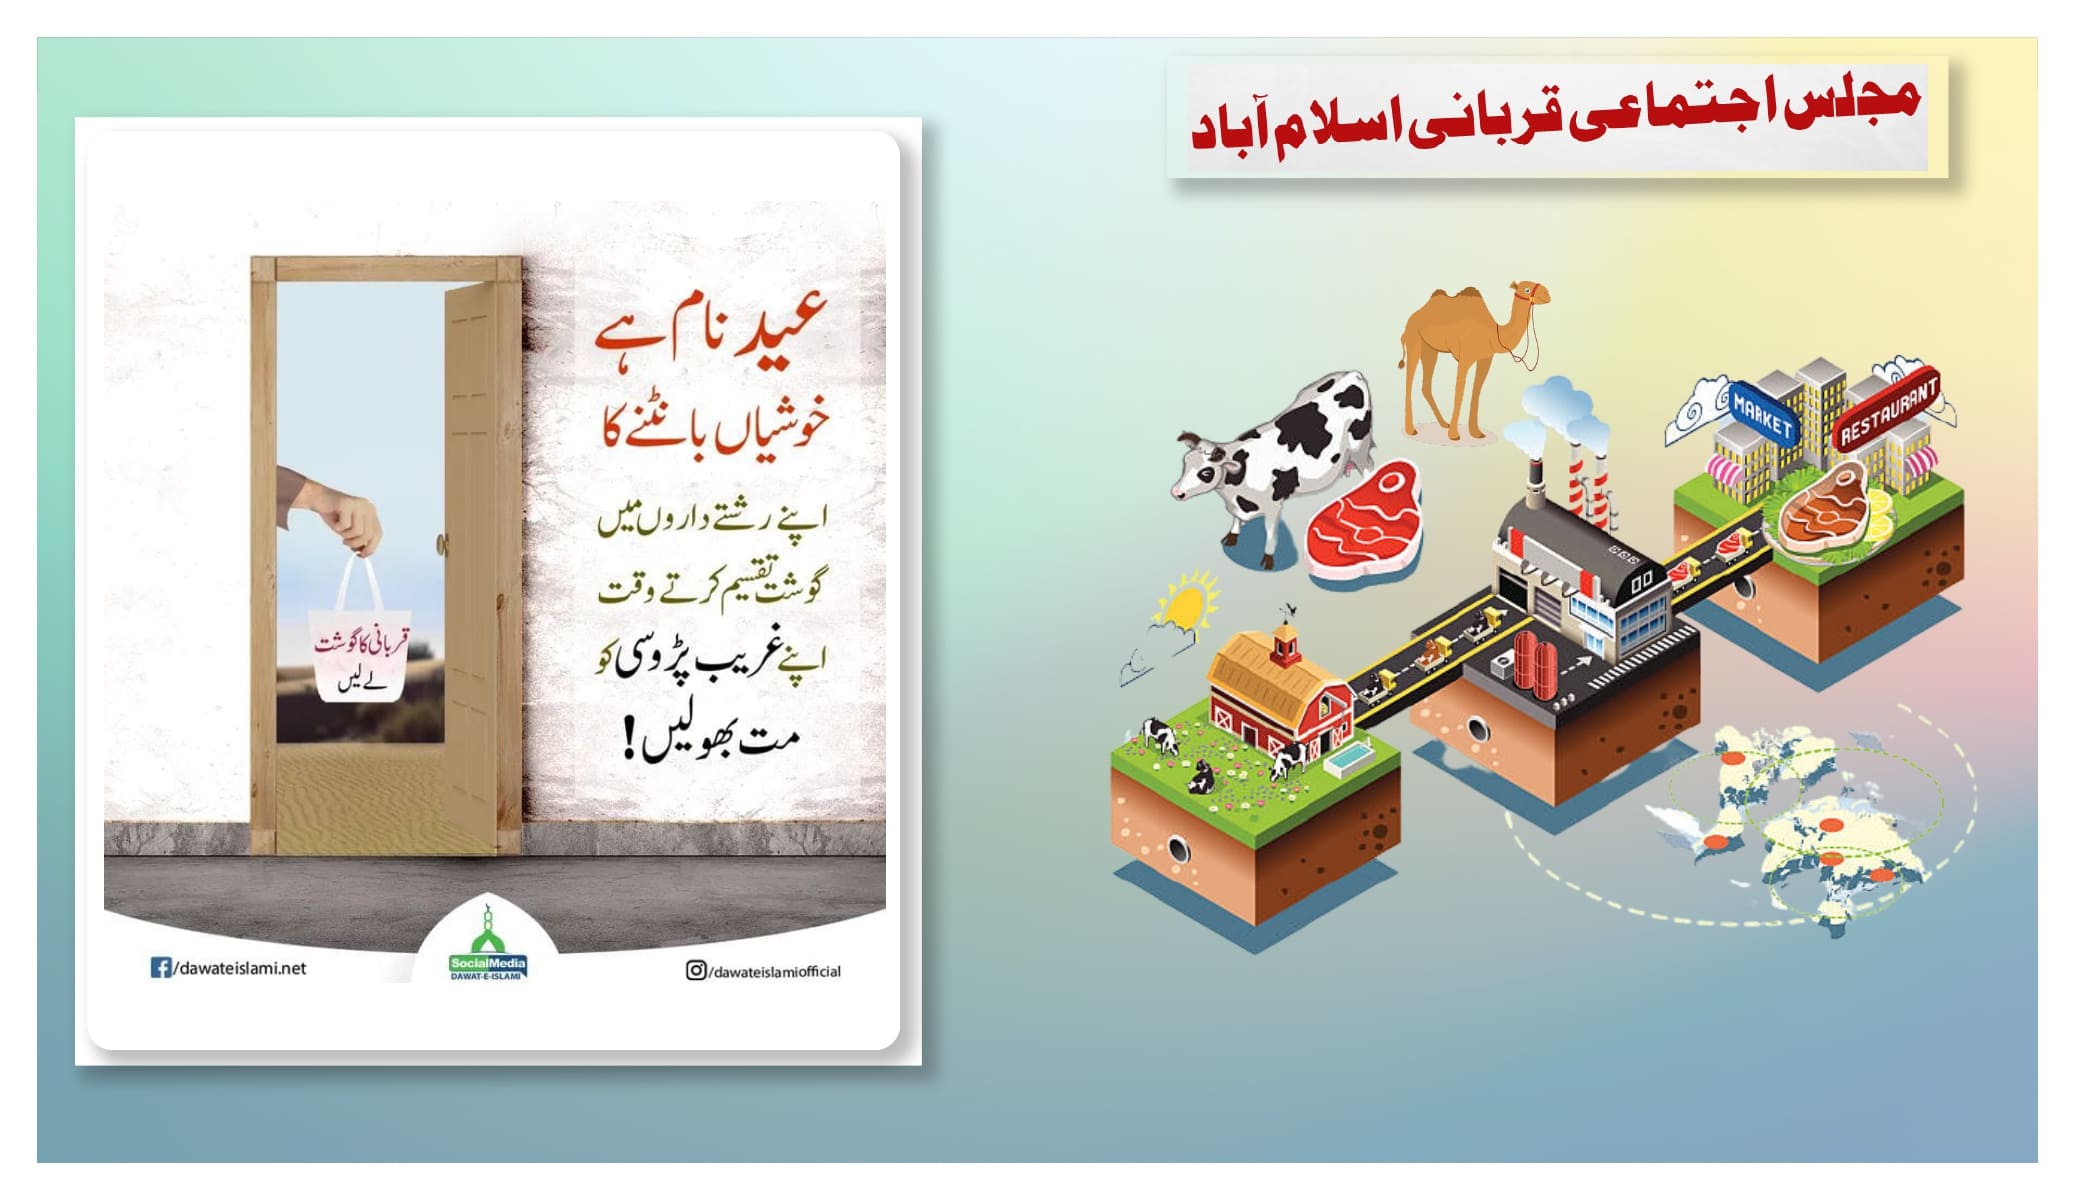 مجلس اجتماعی قربانی اسلام آباد
عید نام ہے
خوشیاں بانٹنے کا
اپنے رشتے داروں میں
گوشت تقسیم کرتے وقت
اپنے غریب پڑوسی کو
مت بھولیں!
قربانی کا گوشت
لے لیں
/dawateislami.net
SocialMedia
DAWAT-E-ISLAMI
/dawateislamiofficial
MARKET
RESTAURANT